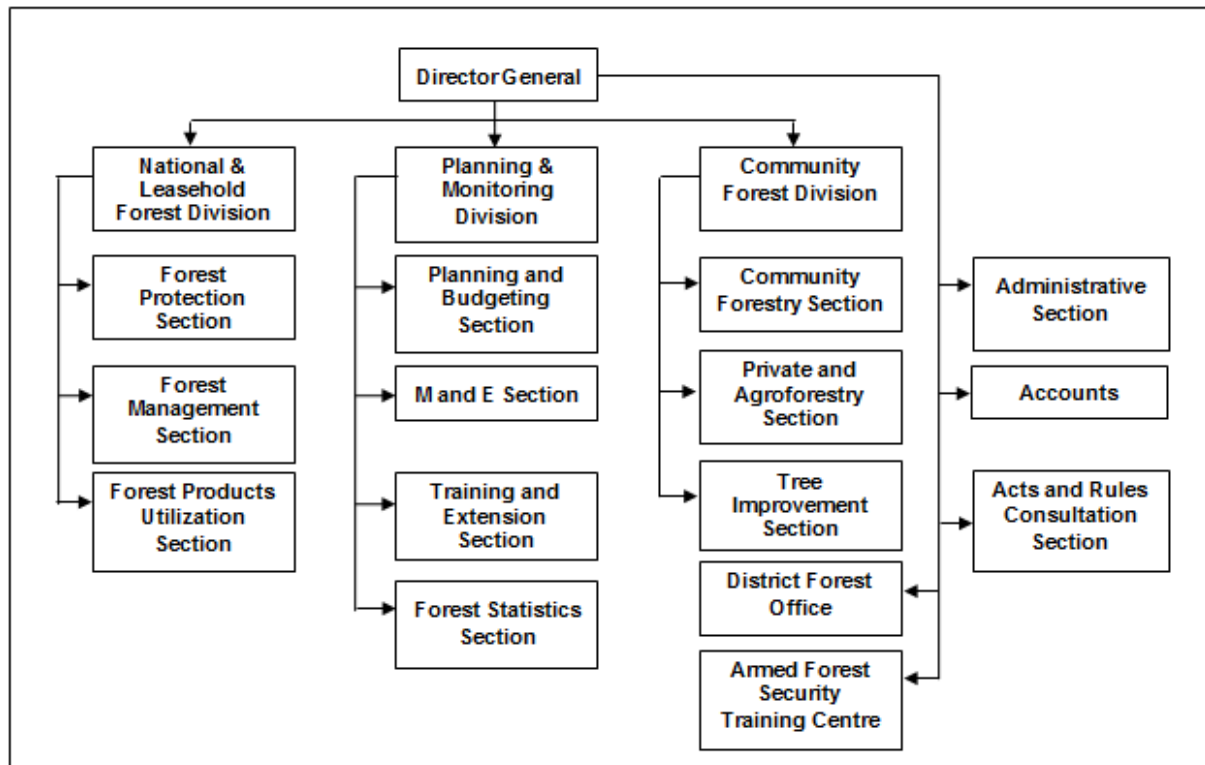 Director General
National &
Leasehold
Forest Division
Forest
Protection
Section
Forest
Management
Section
Forest Products
Utilization
Section
Planning &
Monitoring
Division
Planning and
Budgeting
Section
M and E Section
Training and
Extension
Section
Forest Statistics
Section
Community
Forest Division
Community
Forestry Section
Private and
Agroforestry
Section
Tree
Improvement
Section
District Forest
Office
Armed Forest
Security
Training Centre
Administrative
Section
Accounts
Acts and Rules
Consultation
Section